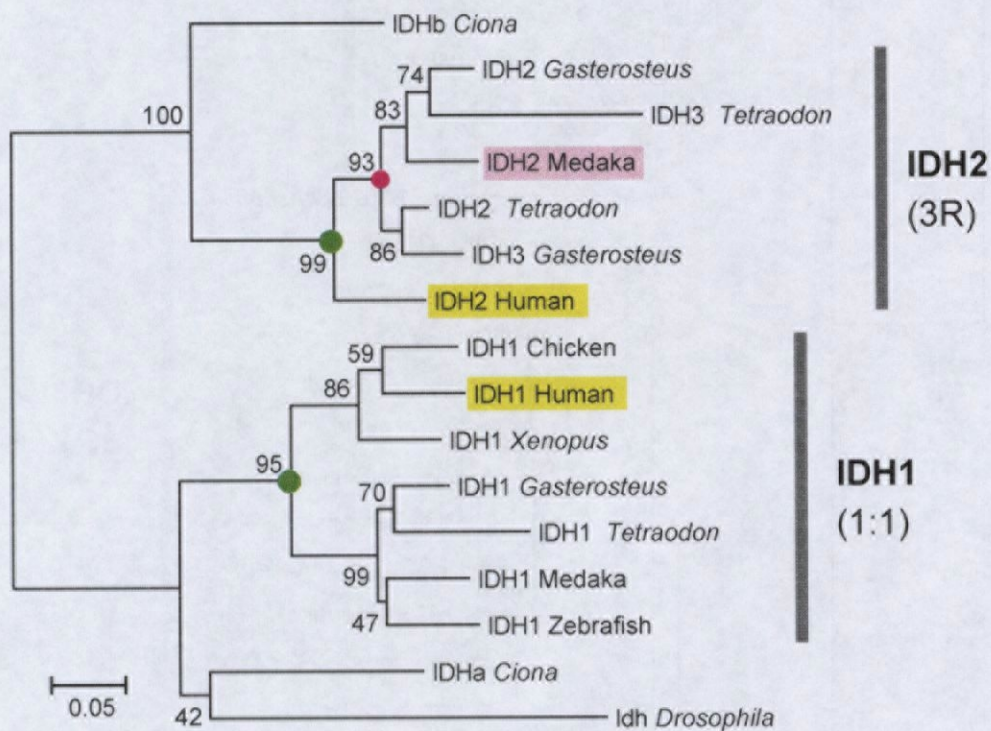 IDHb Ciona
74
IDH2 Gasterosteus
83
IDH3 Tetraodon
100
93
IDH2 Medaka
IDH2 Tetraodon
86
IDH3 Gasterosteus
99
IDH2 Human
IDH2
(3R)
59
IDH1 Chicken
86
IDH1 Human
IDH1 Xenopus
95
70
IDH1 Gasterosteus
IDH1 Tetraodon
99
IDH1 Medaka
47
IDH1 Zebrafish
IDH1
(1:1)
IDHa Ciona
0.05
42
Idh Drosophila